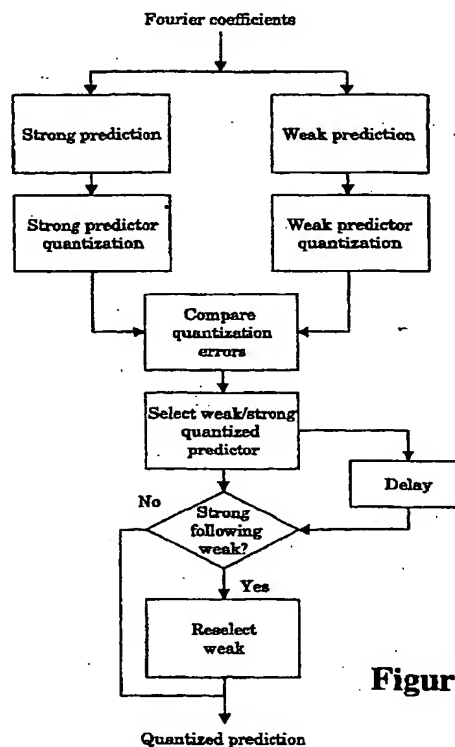 Fourier coefficients
Strong prediction
Weak prediction
Strong predictor
quantization
Weak predictor
quantization
Compare
quantization
errors
Select weak/strong
quantized
predictor
Delay
No
Strong
following
weak?
Yes
Reselect
weak
Figur
Quantized prediction